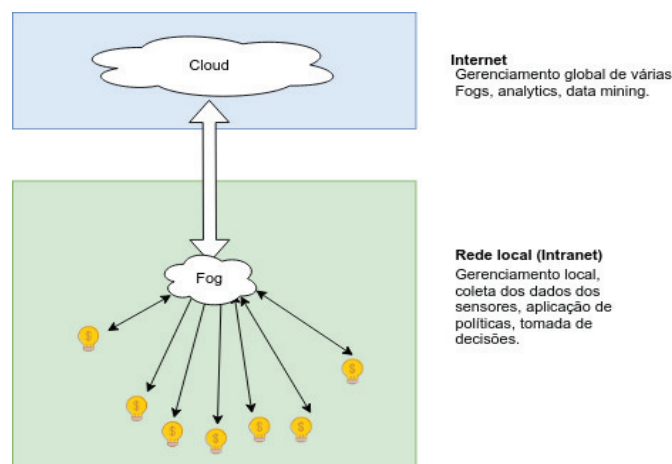 Cloud
Internet
Gerenciamento global de várias
Fogs, analytics, data mining.
Fog
Rede local (Intranet)
Gerenciamento local,
coleta dos dados dos
sensores, aplicação de
políticas, tomada de
decisões.
$
$
$
$
$
$
$